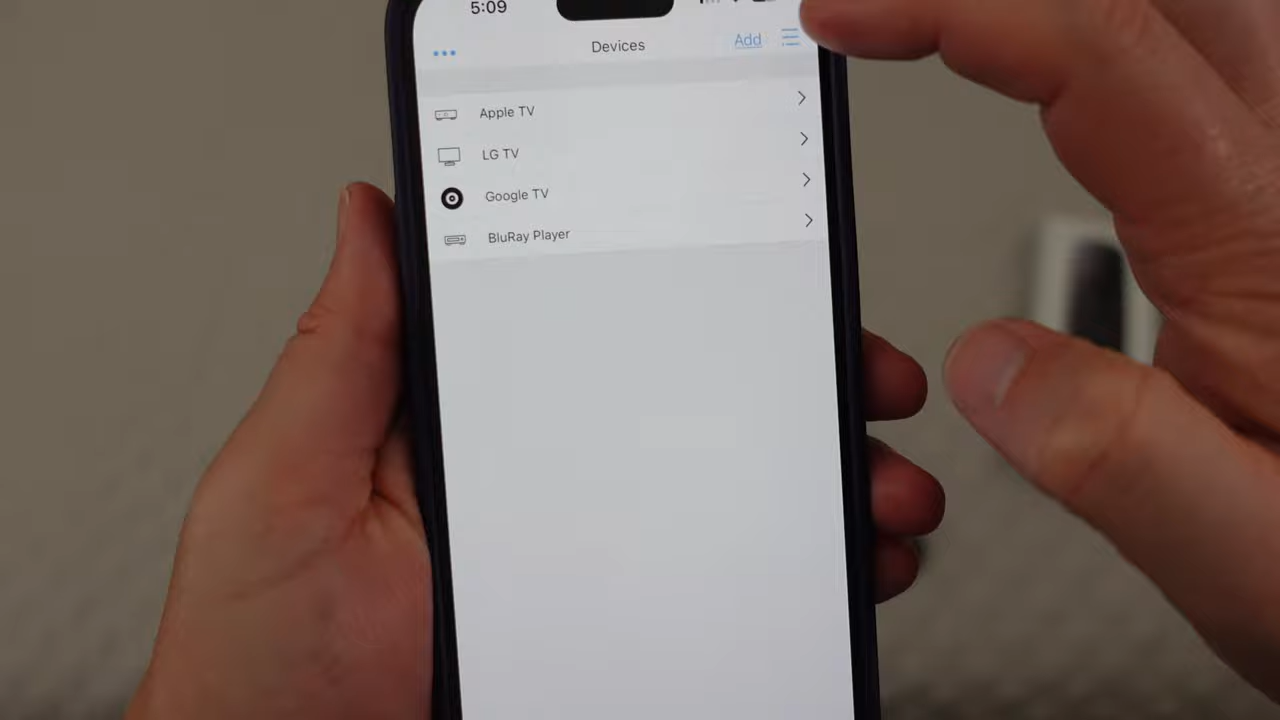 5:09
Devices
Add
Apple TV
LG TV
Google TV
BluRay Player